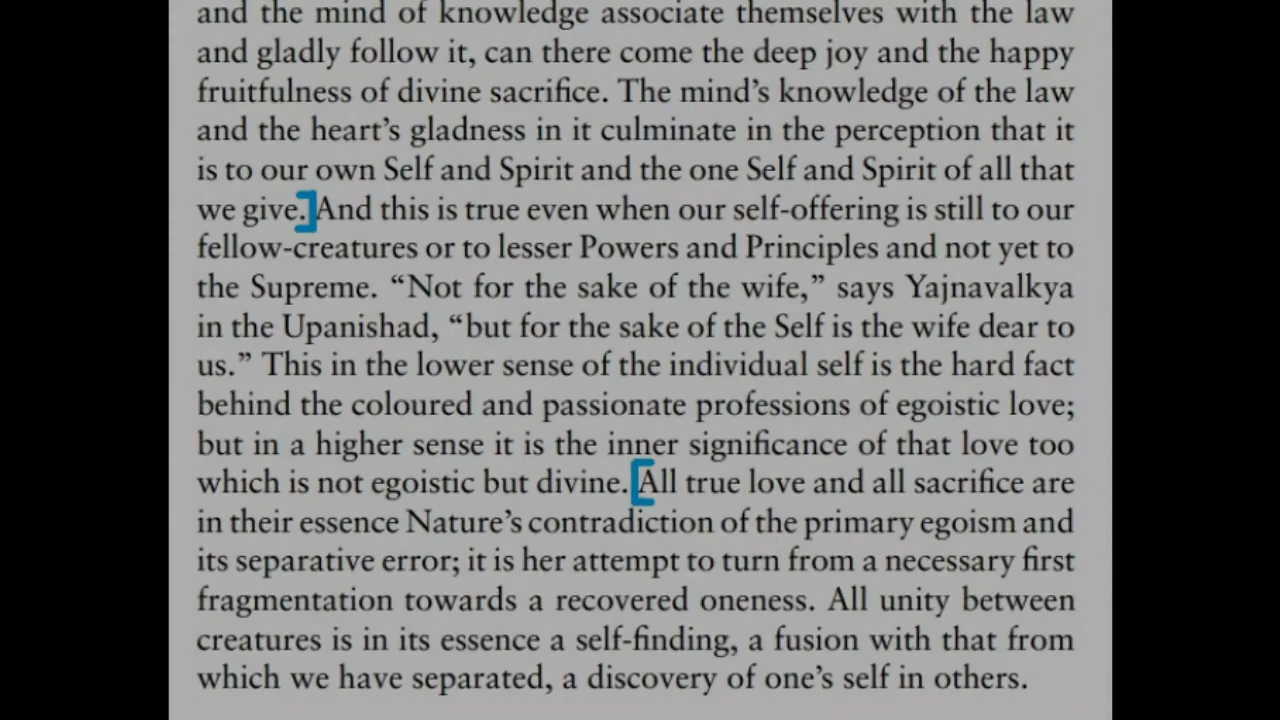 and the mind of knowledge associate themselves with the law
and gladly follow it, can there come the deep joy and the happy
fruitfulness of divine sacrifice. The mind’s knowledge of the law
and the heart’s gladness in it culminate in the perception that it
is to our own Self and Spirit and the one Self and Spirit of all that
we give.] And this is true even when our self-offering is still to our
fellow-creatures or to lesser Powers and Principles and not yet to
the Supreme. “Not for the sake of the wife,” says Yajnavalkya
in the Upanishad, “but for the sake of the Self is the wife dear to
us.” This in the lower sense of the individual self is the hard fact
behind the coloured and passionate professions of egoistic love;
but in a higher sense it is the inner significance of that love too
which is not egoistic but divine. [All true love and all sacrifice are
in their essence Nature’s contradiction of the primary egoism and
its separative error; it is her attempt to turn from a necessary first
fragmentation towards a recovered oneness. All unity between
creatures is in its essence a self-finding, a fusion with that from
which we have separated, a discovery of one’s self in others.